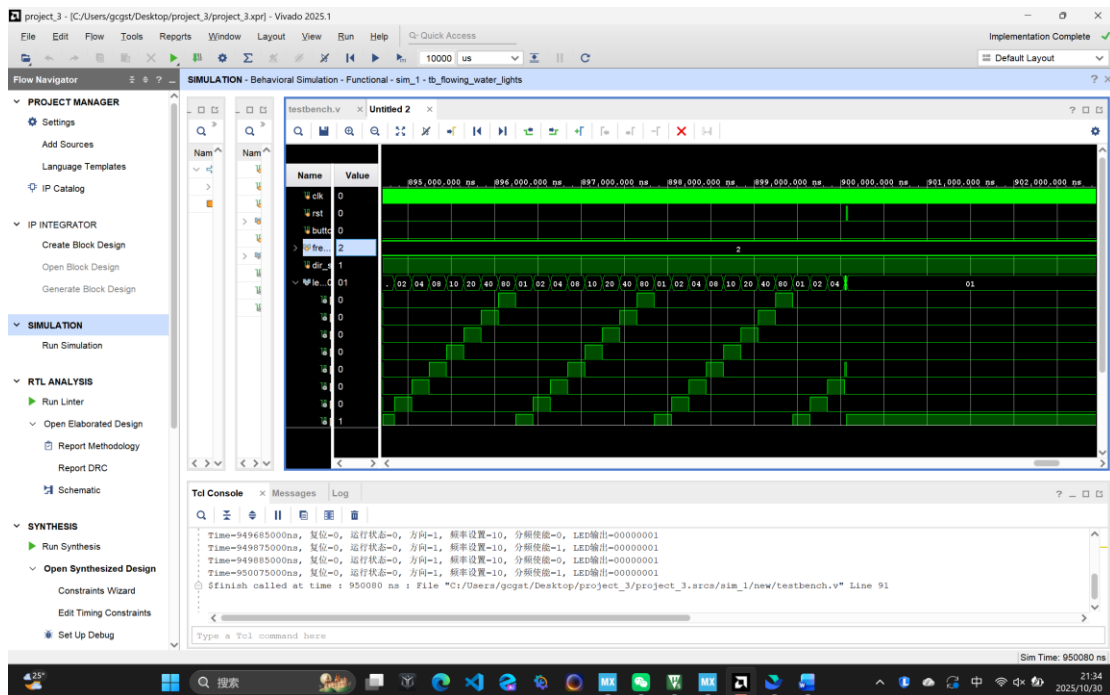 project_3 - [C:/Users/gcgst/Desktop/project_3/project_3.xpr] - Vivado 2025.1
File Edit Flow Tools Reports Window Layout View Run Help Q- Quick Access Implementation Complete
10000 us Default Layout
Flow Navigator SIMULATION - Behavioral Simulation - Functional - sim_1 - tb_flowing_water_lights
PROJECT MANAGER
Settings
Add Sources
Language Templates
IP Catalog
IP INTEGRATOR
Create Block Design
Open Block Design
Generate Block Design
SIMULATION
Run Simulation
RTL ANALYSIS
Run Linter
Open Elaborated Design
Report Methodology
Report DRC
Schematic
SYNTHESIS
Run Synthesis
Open Synthesized Design
Constraints Wizard
Edit Timing Constraints
Set Up Debug
testbench.v Untitled 2
Nam Nam
Name Value
895,000.000 ns 896,000.000 ns 897,000.000 ns 898,000.000 ns 899,000.000 ns 900,000.000 ns 901,000.000 ns 902,000.000 ns
clk 0
rst 0
butto 0
fre... 2 2
dir_s 1
le...0 01 .. 02 04 08 10 20 40 80 01 02 04 08 10 20 40 80 01 02 04 08 10 20 40 80 01 02 04 01
0
0
0
0
0
0
0
1
Tcl Console Messages Log
Time=949685000ns, 复位=0, 运行状态=0, 方向=1, 频率设置=10, 分频使能=0, LED输出=00000001
Time=949875000ns, 复位=0, 运行状态=0, 方向=1, 频率设置=10, 分频使能=1, LED输出=00000001
Time=949885000ns, 复位=0, 运行状态=0, 方向=1, 频率设置=10, 分频使能=0, LED输出=00000001
Time=950075000ns, 复位=0, 运行状态=0, 方向=1, 频率设置=10, 分频使能=1, LED输出=00000001
$finish called at time : 950080 ns : File "C:/Users/gcgst/Desktop/project_3/project_3.srcs/sim_1/new/testbench.v" Line 91
Type a Tcl command here
Sim Time: 950080 ns
25° 搜索 中 21:34
2025/10/30